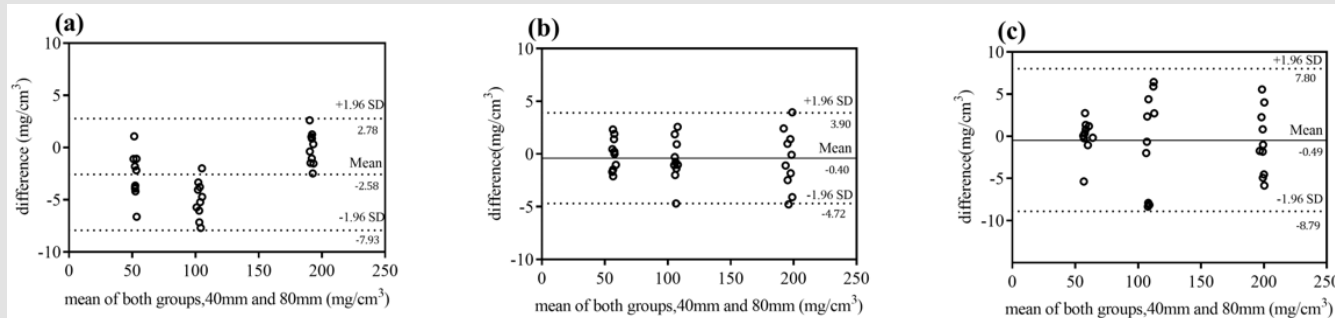 (a)
10
5
0
-5
-10
difference (mg/cm³)
+1.96 SD
2.78
Mean
-2.58
-1.96 SD
-7.93
0 50 100 150 200 250
mean of both groups,40mm and 80mm (mg/cm³)
(b)
10
5
0
-5
-10
difference(mg/cm³)
+1.96 SD
3.90
Mean
-0.40
-1.96 SD
-4.72
0 50 100 150 200 250
mean of both groups,40mm and 80mm (mg/cm³)
(c)
10
5
0
-5
-10
difference(mg/cm³)
+1.96 SD
7.80
Mean
-0.49
-1.96 SD
-8.79
0 50 100 150 200 250
mean of both groups,40mm and 80mm (mg/cm³)